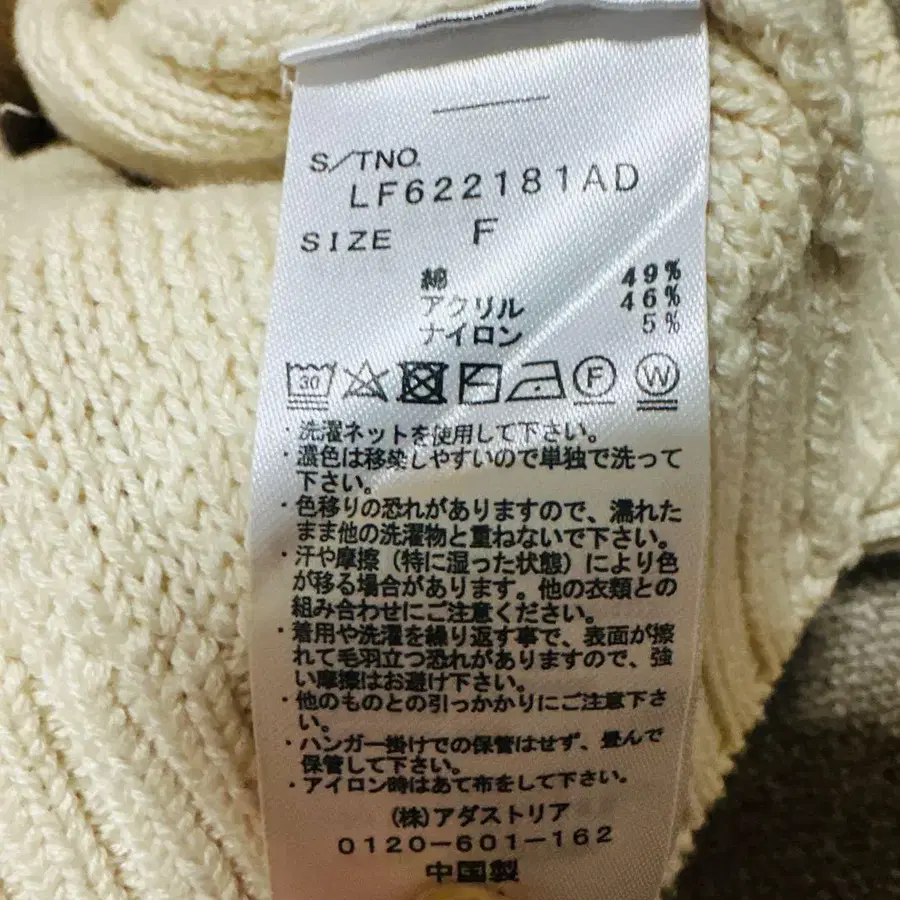 S/TNO.
LF622181AD
SIZE F
綿 49%
アクリル 46%
ナイロン 5%
30 F W
・洗濯ネットを使用して下さい。
・濃色は移染しやすいので単独で洗って
下さい。
・色移りの恐れがありますので、濡れた
まま他の洗濯物と重ねないで下さい。
・汗や摩擦（特に湿った状態）により色
が移る場合があります。他の衣類との
組み合わせにご注意ください。
・着用や洗濯を繰り返す事で、表面が擦
れて毛羽立つ恐れがありますので、強
い摩擦はお避け下さい。
・他のものとの引っかかりにご注意下さ
い。
・ハンガー掛けでの保管はせず、畳んで
保管して下さい。
・アイロン時はあて布をして下さい。
(株)アダストリア
0120-601-162
中国製